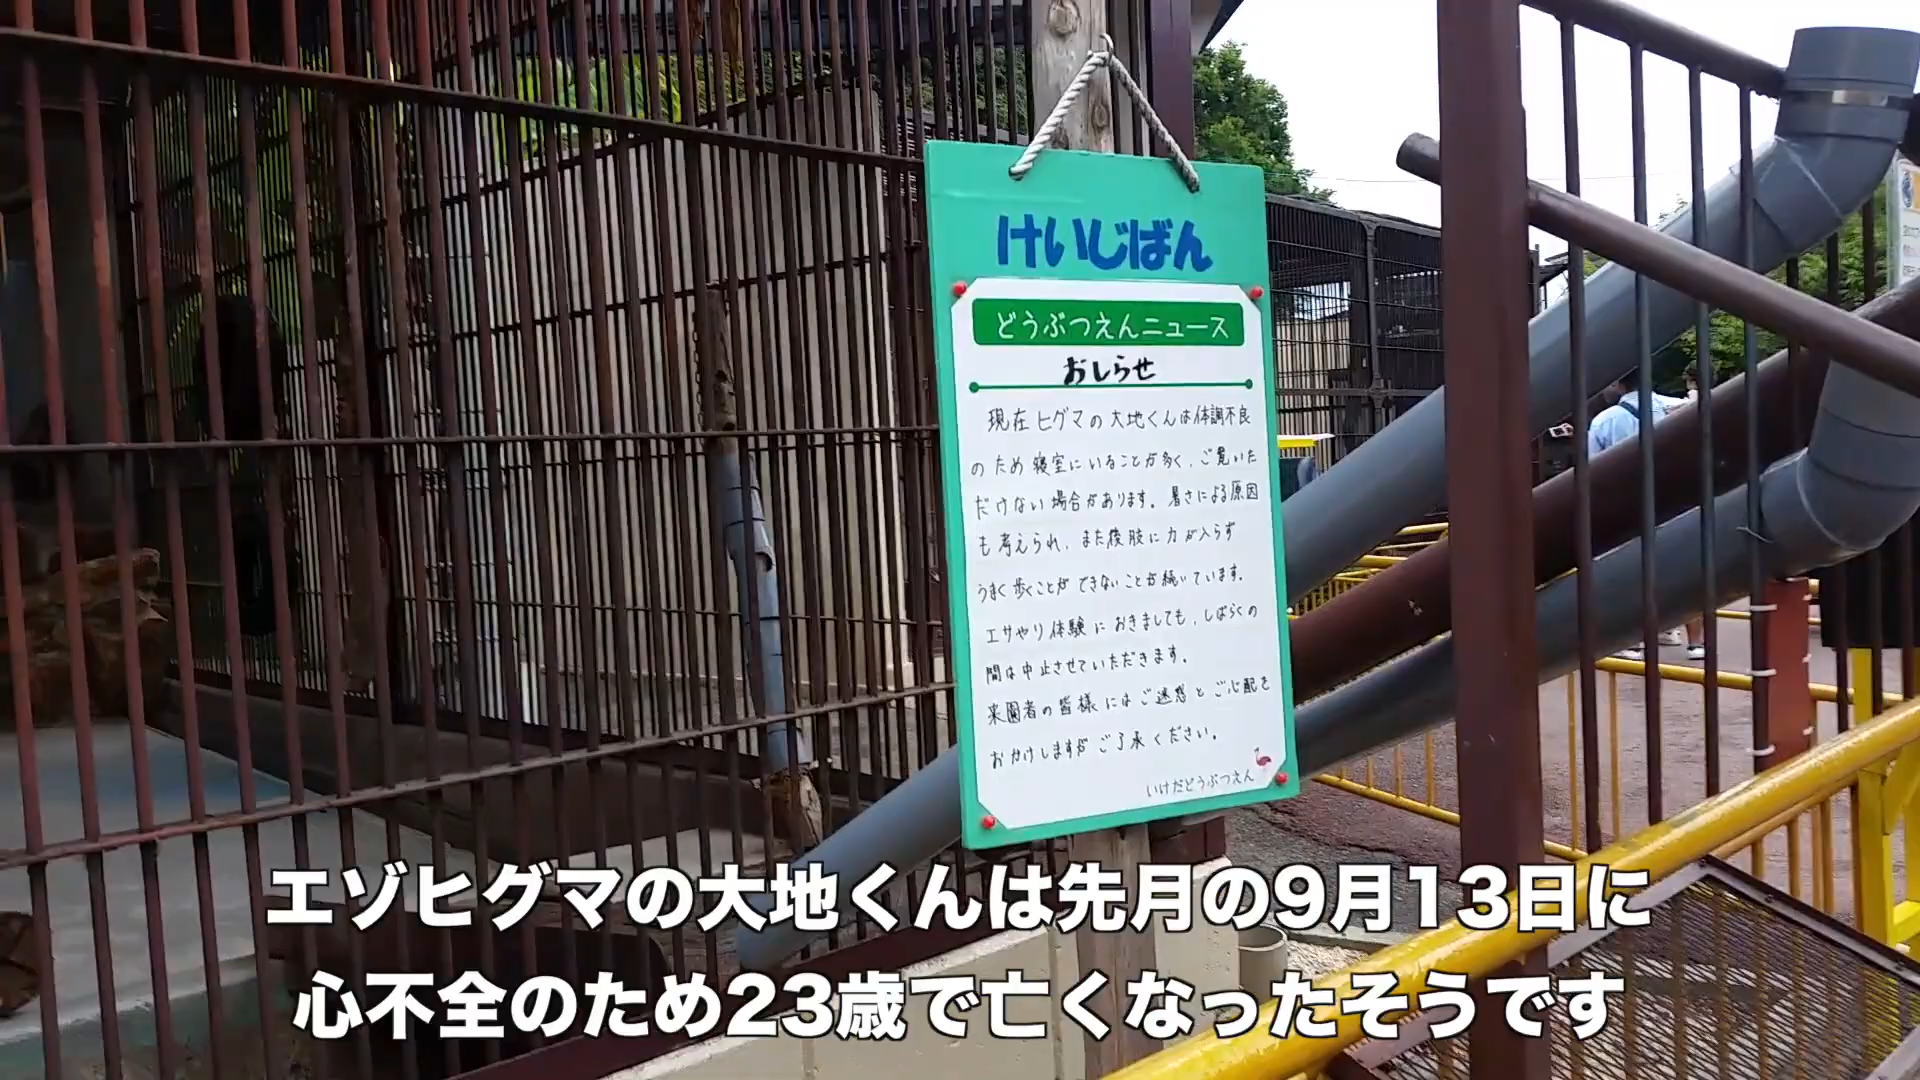 けいじばん
どうぶつえんニュース
おしらせ
現在ヒグマの大地くんは体調不良
のため寝室にいることが多く、ご覧いた
だけない場合があります。暑さによる原因
も考えられ、また後肢に力が入らず
うまく歩くことができないことが続いています。
エサやり体験におきましても、しばらくの
間は中止させていただきます。
来園者の皆様にはご迷惑とご心配を
おかけしますがご了承ください。
いけだどうぶつえん
エゾヒグマの大地くんは先月の9月13日に
心不全のため23歳で亡くなったそうです